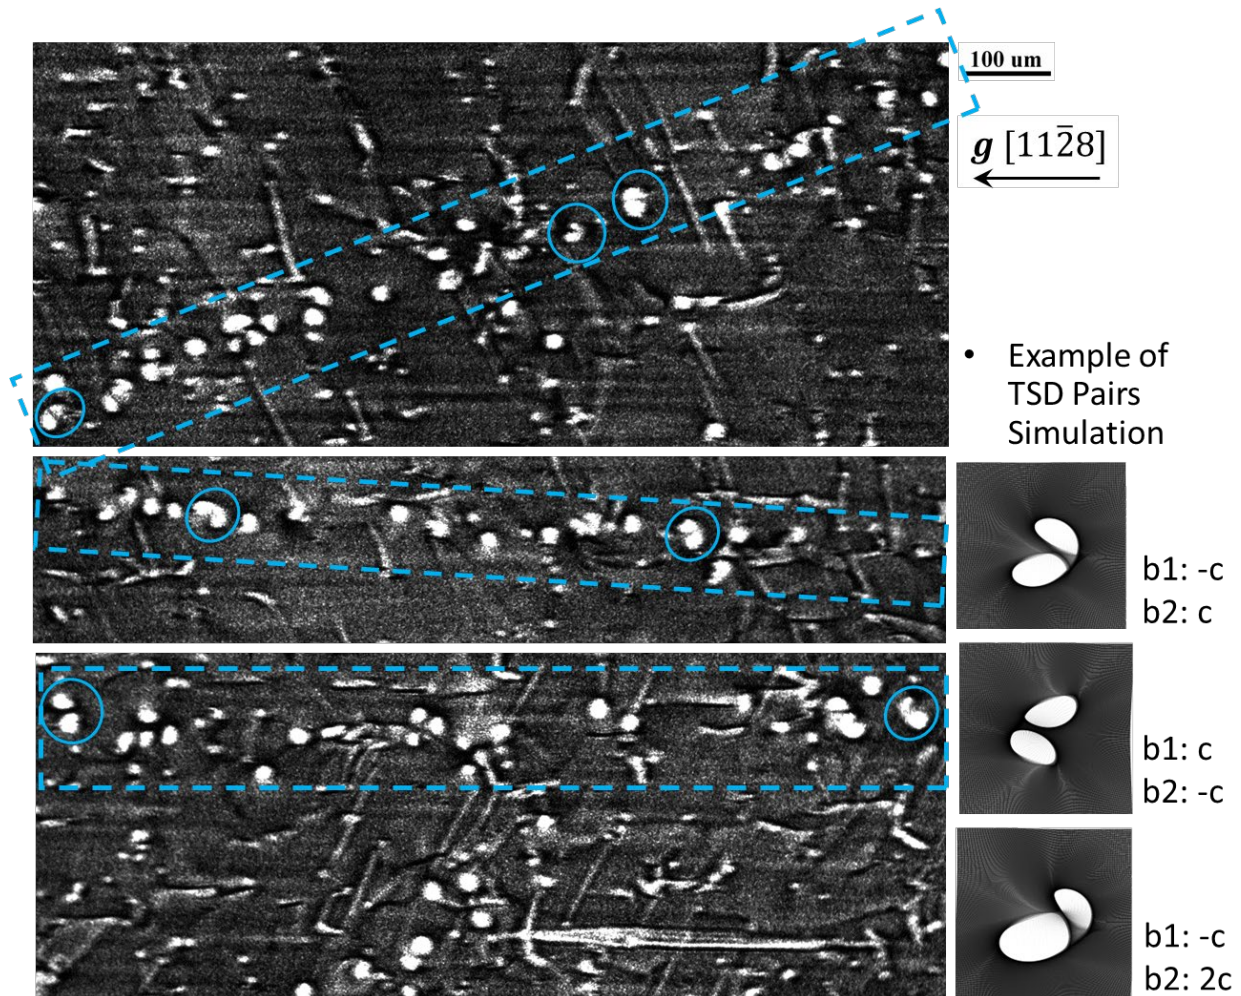 100 um
g [112̄8]
• Example of
TSD Pairs
Simulation
b1: -c
b2: c
b1: c
b2: -c
b1: -c
b2: 2c